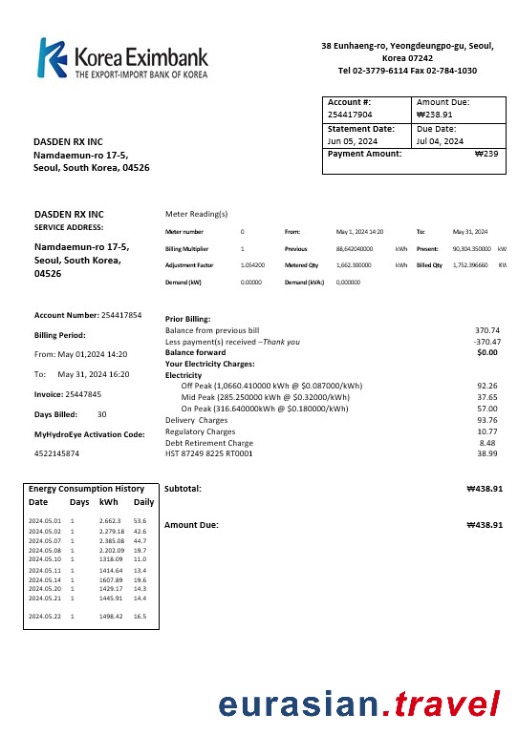 Korea Eximbank
THE EXPORT-IMPORT BANK OF KOREA
38 Eunhaeng-ro, Yeongdeungpo-gu, Seoul,
Korea 07242
Tel 02-3779-6114 Fax 02-784-1030
Account #: Amount Due:
254417904 ₩238.91
Statement Date: Due Date:
Jun 05, 2024 Jul 04, 2024
Payment Amount: ₩239
DASDEN RX INC
Namdaemun-ro 17-5,
Seoul, South Korea, 04526
DASDEN RX INC
SERVICE ADDRESS:
Namdaemun-ro 17-5,
Seoul, South Korea,
04526
Meter Reading(s)
Meter number 0 From: May 1, 2024 14:20 To: May 31, 2024
Billing Multiplier 1 Previous 88,642040000 kWh Present: 90,304.350000 kW
Adjustment Factor 1.054200 Metered Qty 1,662.300000 kWh Billed Qty 1,752.396660 KW
Demand (kW) 0.00000 Demand (kVA:) 0,000000
Account Number: 254417854
Billing Period:
From: May 01,2024 14:20
To: May 31, 2024 16:20
Invoice: 25447845
Days Billed: 30
MyHydroEye Activation Code:
4522145874
Prior Billing:
Balance from previous bill 370.74
Less payment(s) received –Thank you -370.47
Balance forward $0.00
Your Electricity Charges:
Electricity
Off Peak (1,0660.410000 kWh @ $0.087000/kWh) 92.26
Mid Peak (285.250000 kWh @ $0.32000/kWh) 37.65
On Peak (316.640000kWh @ $0.180000/kWh) 57.00
Delivery Charges 93.76
Regulatory Charges 10.77
Debt Retirement Charge 8.48
HST 87249 8225 RT0001 38.99
Energy Consumption History
Date Days kWh Daily
2024.05.01 1 2.662.3 53.6
2024.05.02 1 2.279.18 42.6
2024.05.07 1 2.385.08 44.7
2024.05.08 1 2.202.09 19.7
2024.05.10 1 1318.09 11.0
2024.05.11 1 1414.64 13.4
2024.05.14 1 1607.89 19.6
2024.05.20 1 1429.17 14.3
2024.05.21 1 1445.91 14.4
2024.05.22 1 1498.42 16.5
Subtotal: ₩438.91
Amount Due: ₩438.91
eurasian.travel